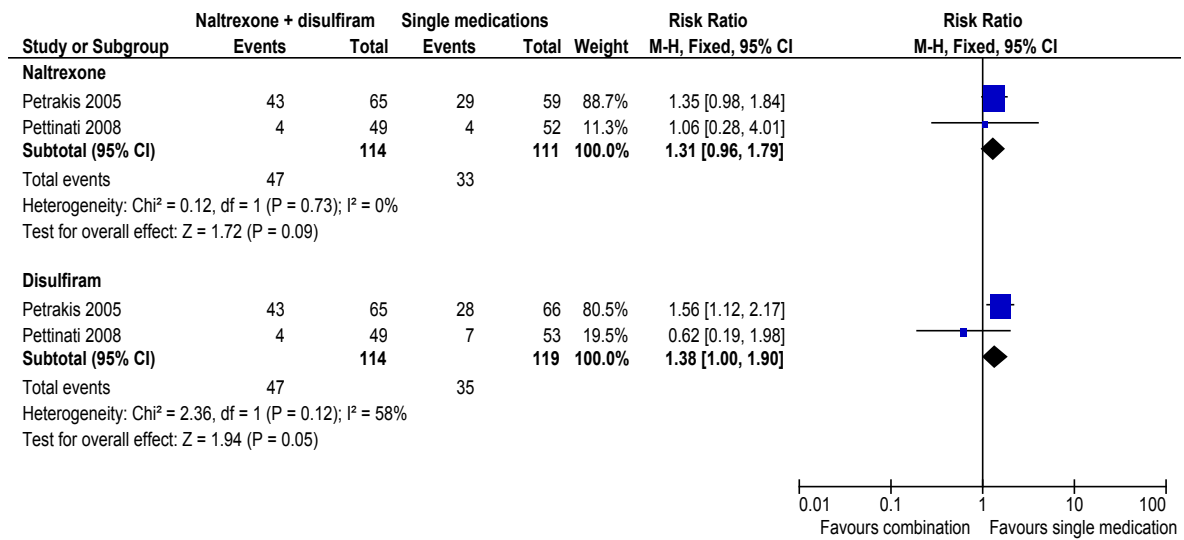 Naltrexone + disulfiram Single medications Risk Ratio Risk Ratio
Study or Subgroup Events Total Events Total Weight M-H, Fixed, 95% CI M-H, Fixed, 95% CI
Naltrexone
Petrakis 2005 43 65 29 59 88.7% 1.35 [0.98, 1.84]
Pettinati 2008 4 49 4 52 11.3% 1.06 [0.28, 4.01]
Subtotal (95% CI) 114 111 100.0% 1.31 [0.96, 1.79]
Total events 47 33
Heterogeneity: Chi² = 0.12, df = 1 (P = 0.73); I² = 0%
Test for overall effect: Z = 1.72 (P = 0.09)
Disulfiram
Petrakis 2005 43 65 28 66 80.5% 1.56 [1.12, 2.17]
Pettinati 2008 4 49 7 53 19.5% 0.62 [0.19, 1.98]
Subtotal (95% CI) 114 119 100.0% 1.38 [1.00, 1.90]
Total events 47 35
Heterogeneity: Chi² = 2.36, df = 1 (P = 0.12); I² = 58%
Test for overall effect: Z = 1.94 (P = 0.05)
0.01 0.1 1 10 100
Favours combination Favours single medication